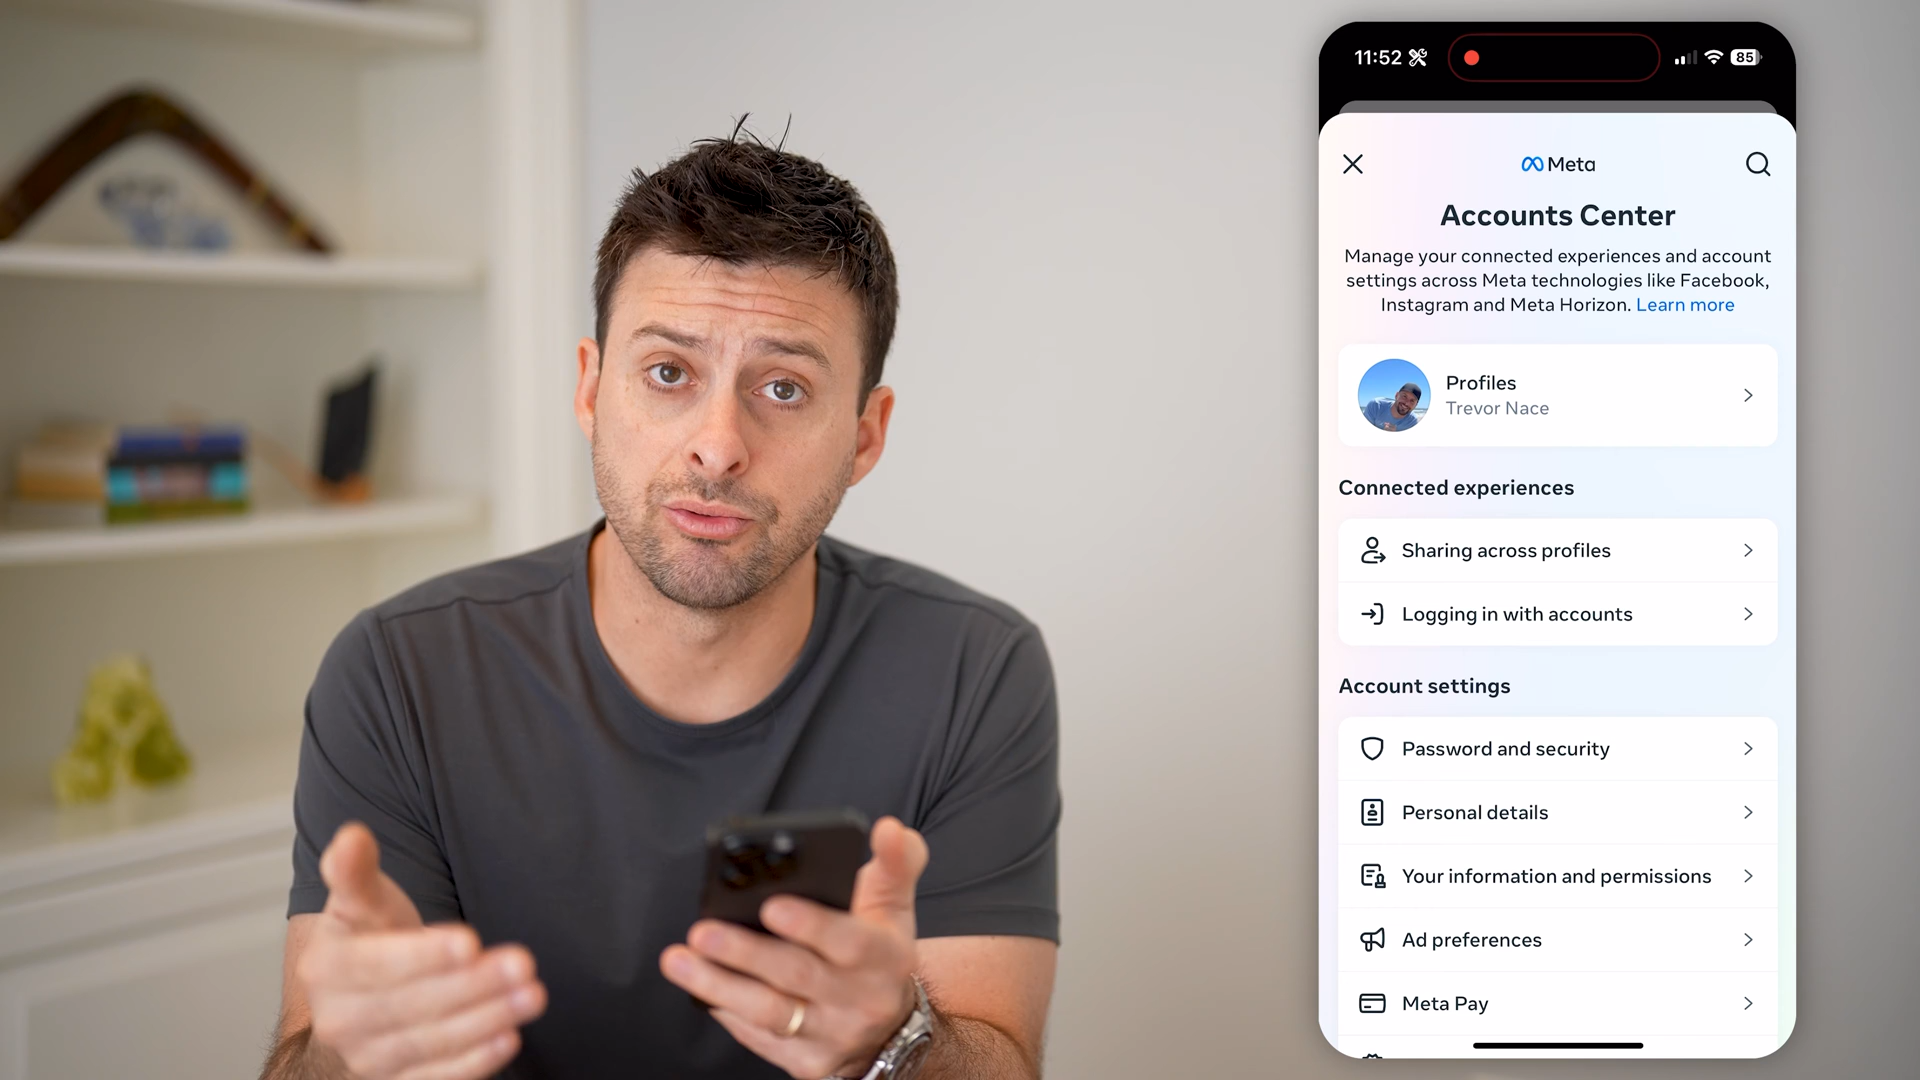 11:52
85
Meta
Accounts Center
Manage your connected experiences and account
settings across Meta technologies like Facebook,
Instagram and Meta Horizon. Learn more
Profiles
Trevor Nace
Connected experiences
Sharing across profiles
Logging in with accounts
Account settings
Password and security
Personal details
Your information and permissions
Ad preferences
Meta Pay